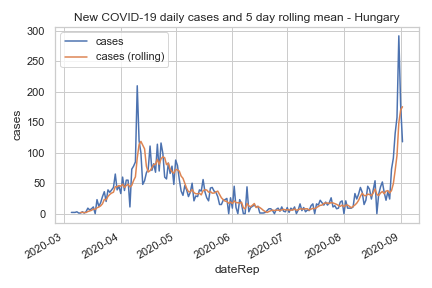 New COVID-19 daily cases and 5 day rolling mean - Hungary
cases
cases (rolling)
cases
300
250
200
150
100
50
0
2020-03
2020-04
2020-05
2020-06
2020-07
2020-08
2020-09
dateRep